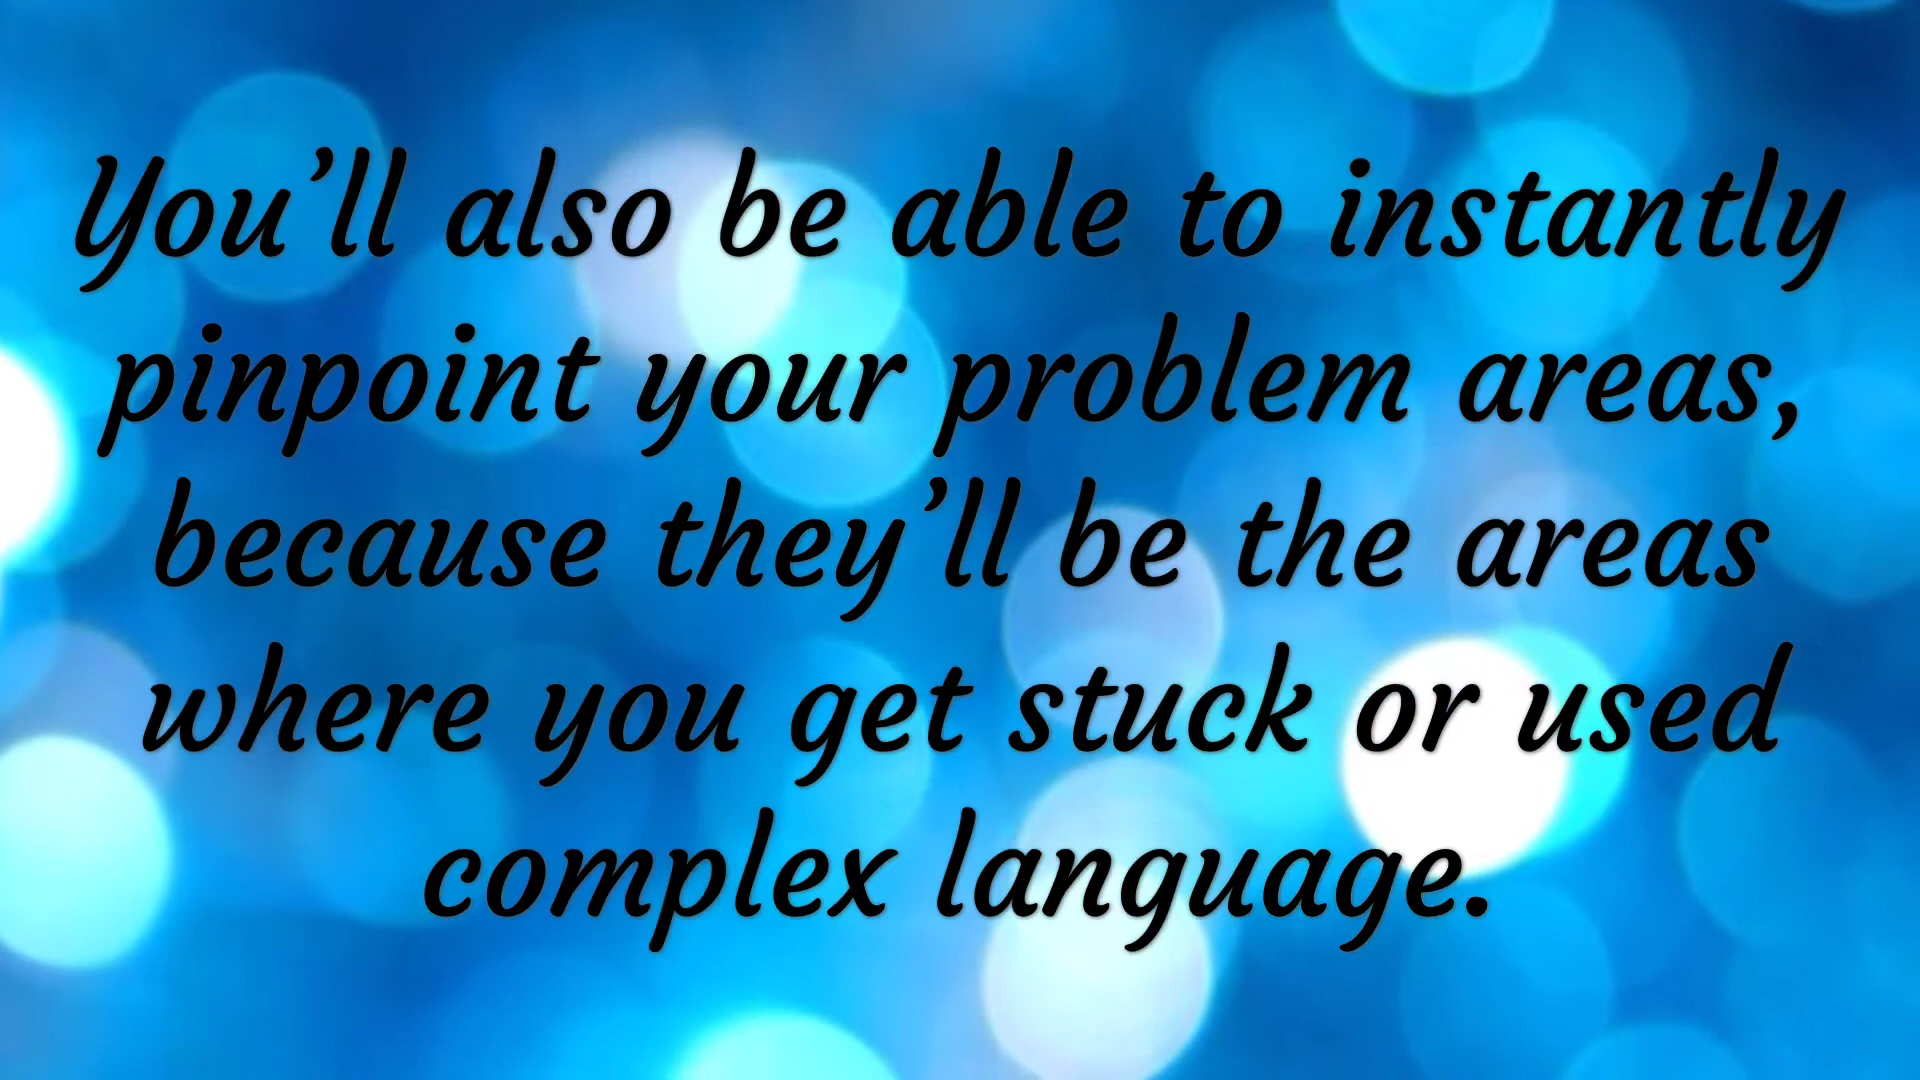 You’ll also be able to instantly
pinpoint your problem areas,
because they’ll be the areas
where you get stuck or used
complex language.